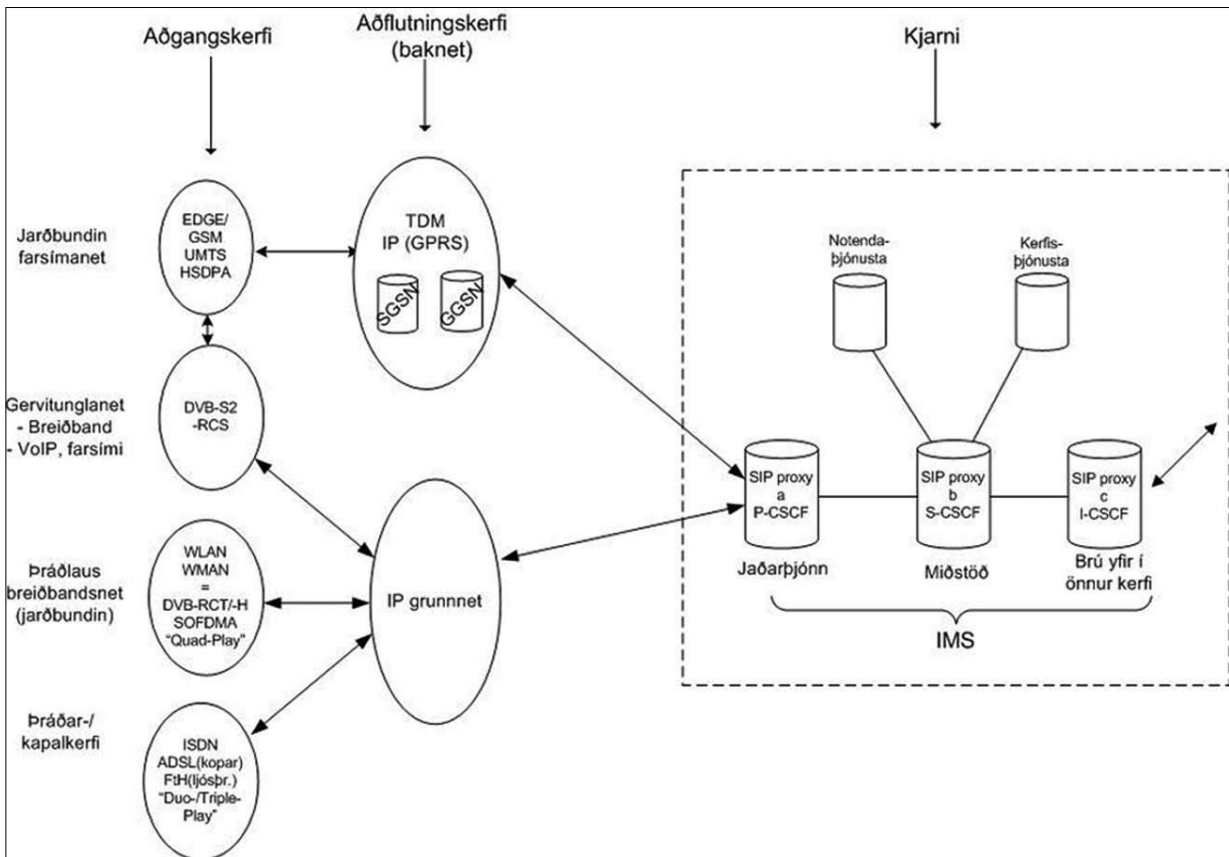 Aðgangskerfi
Aðflutningskerfi
(baknet)
Kjarni
Jarðbundin
farsímanet
EDGE/
GSM
UMTS
HSDPA
TDM
IP (GPRS)
SGSN
GGSN
Notenda-
þjónusta
Kerfis-
þjónusta
Gervitunglanet
- Breiðband
- VoIP, farsími
DVB-S2
-RCS
SIP proxy
a
P-CSCF
SIP proxy
b
S-CSCF
SIP proxy
c
I-CSCF
Jaðarþjónn
Miðstöð
Brú yfir í
önnur kerfi
IMS
Þráðlaus
breiðbandsnet
(jarðbundin)
WLAN
WMAN
=
DVB-RCT/-H
SOFDMA
“Quad-Play”
IP grunnnet
Þráðar-/
kapalkerfi
ISDN
ADSL(kopar)
FtH(ljósþr.)
“Duo-/Triple-
Play”